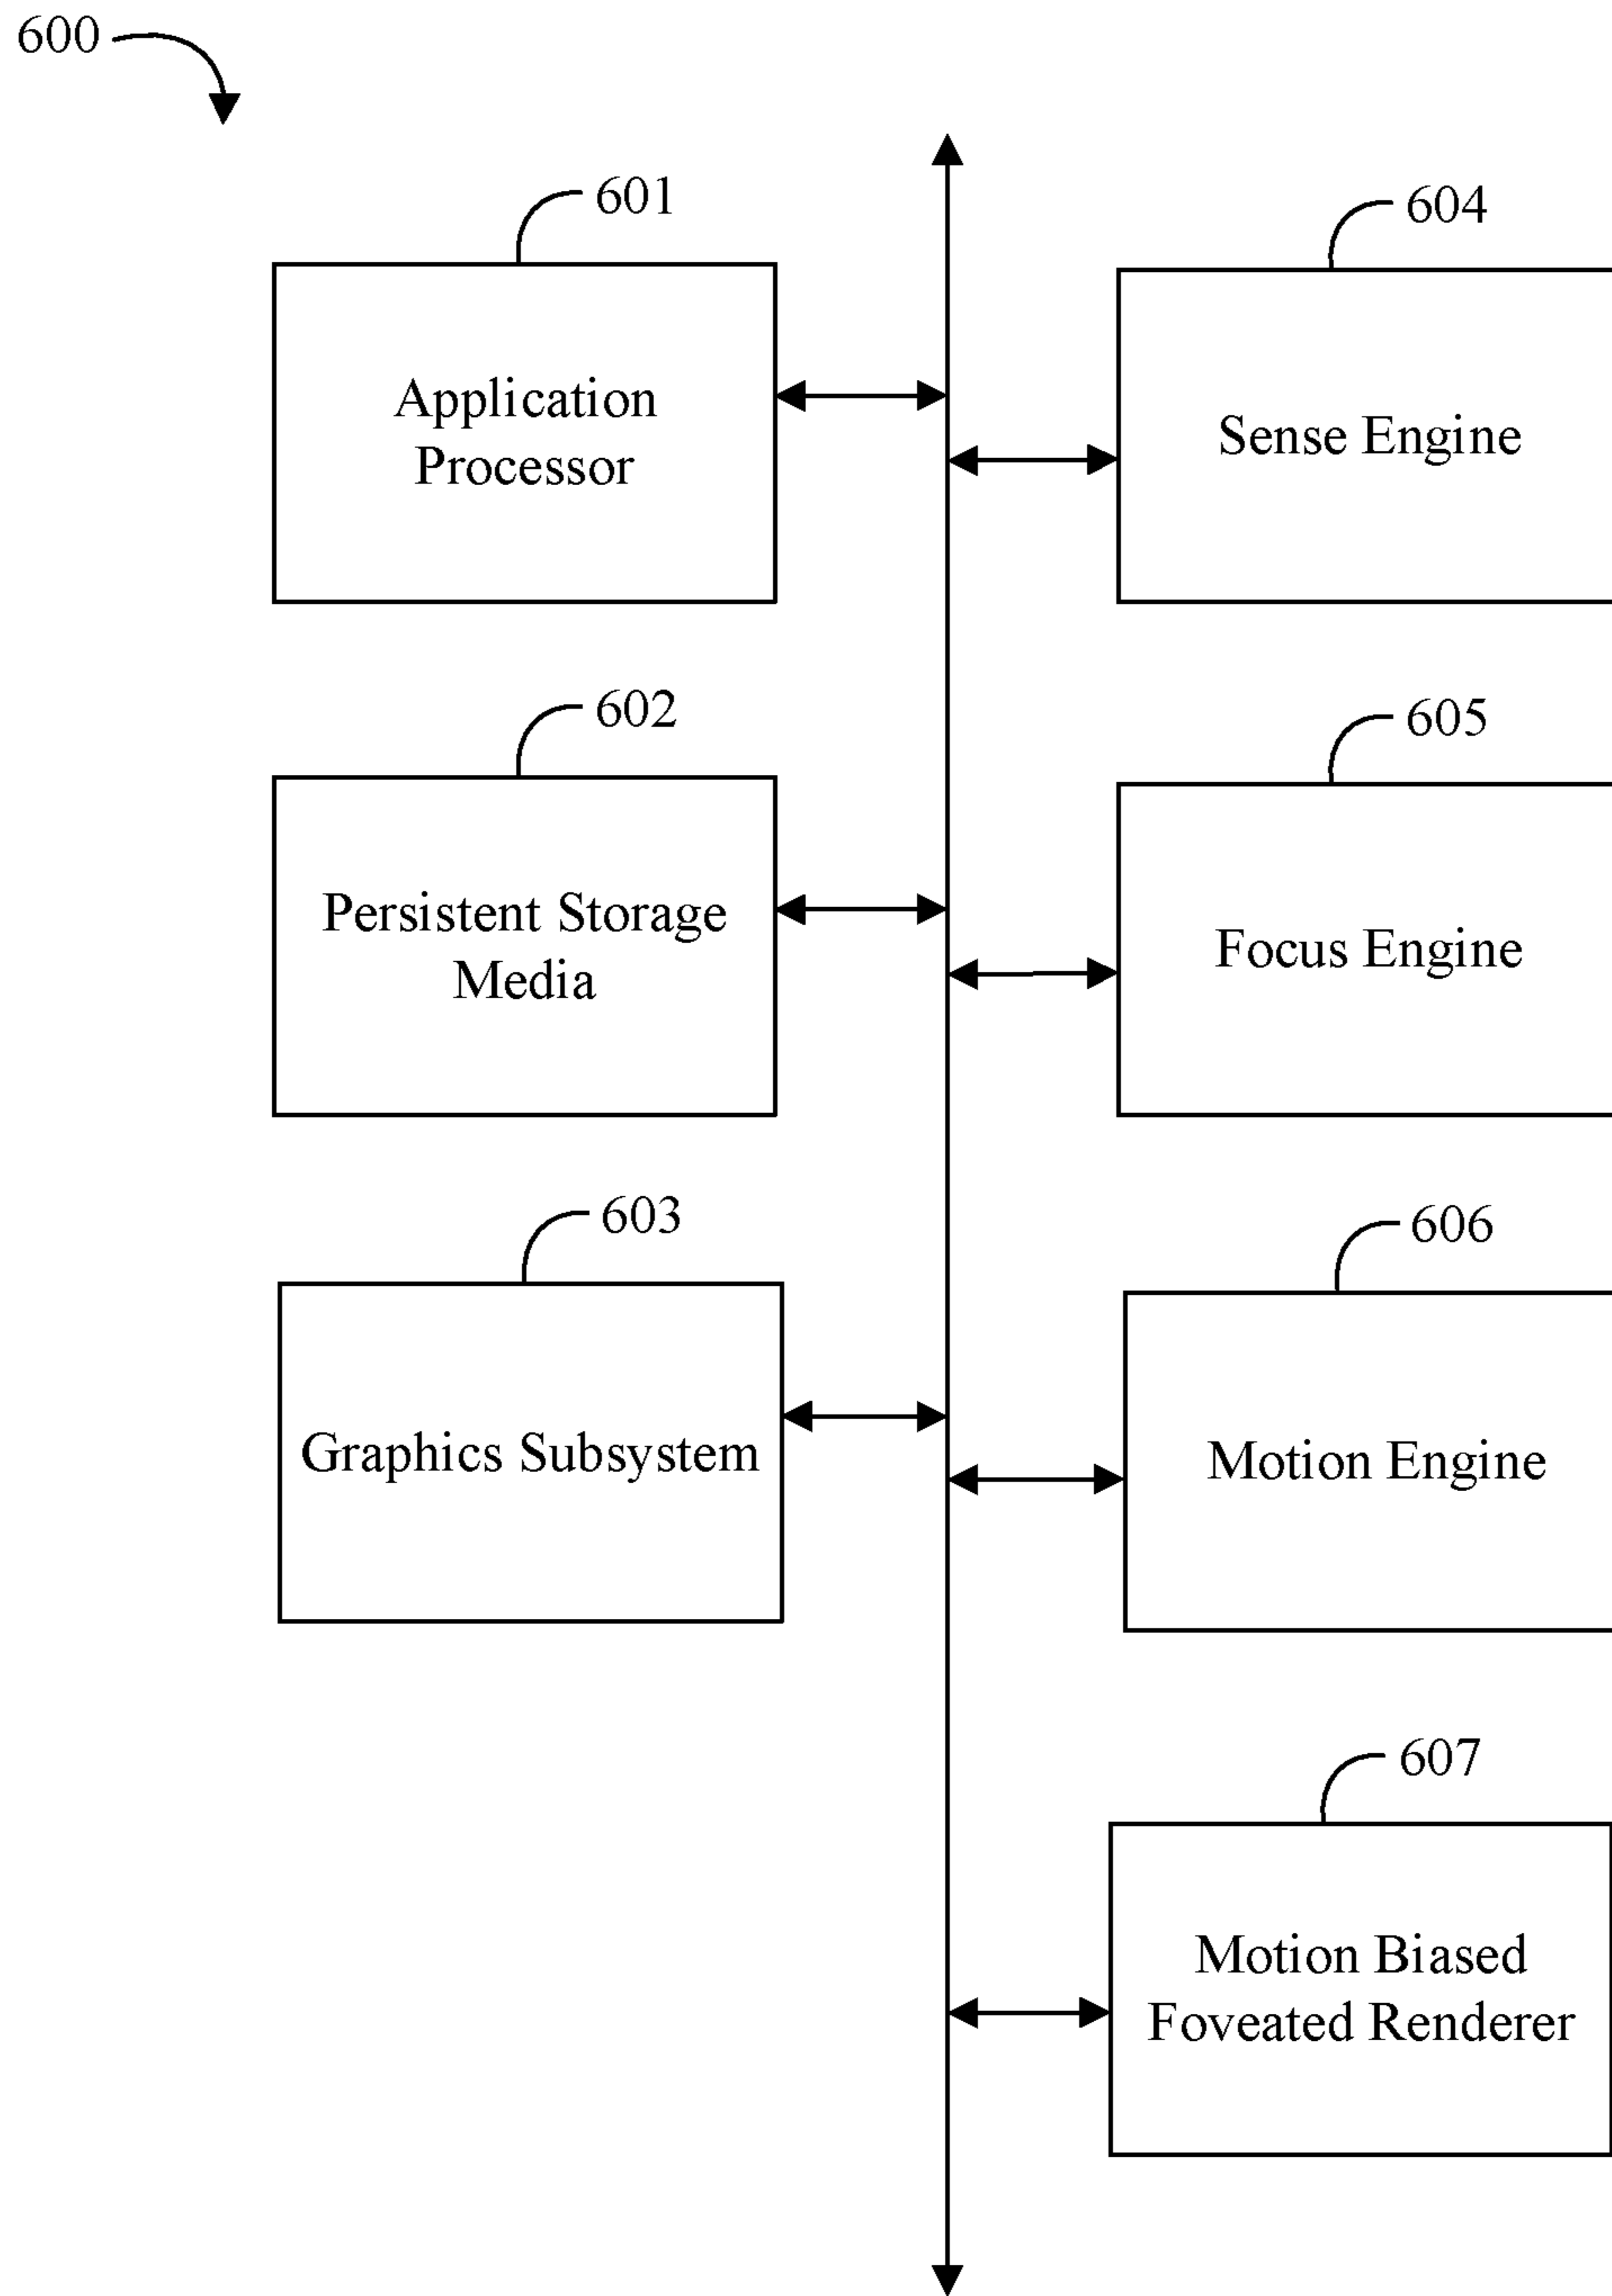 600
601
Application
Processor
604
Sense Engine
602
Persistent Storage
Media
605
Focus Engine
603
Graphics Subsystem
606
Motion Engine
607
Motion Biased
Foveated Renderer